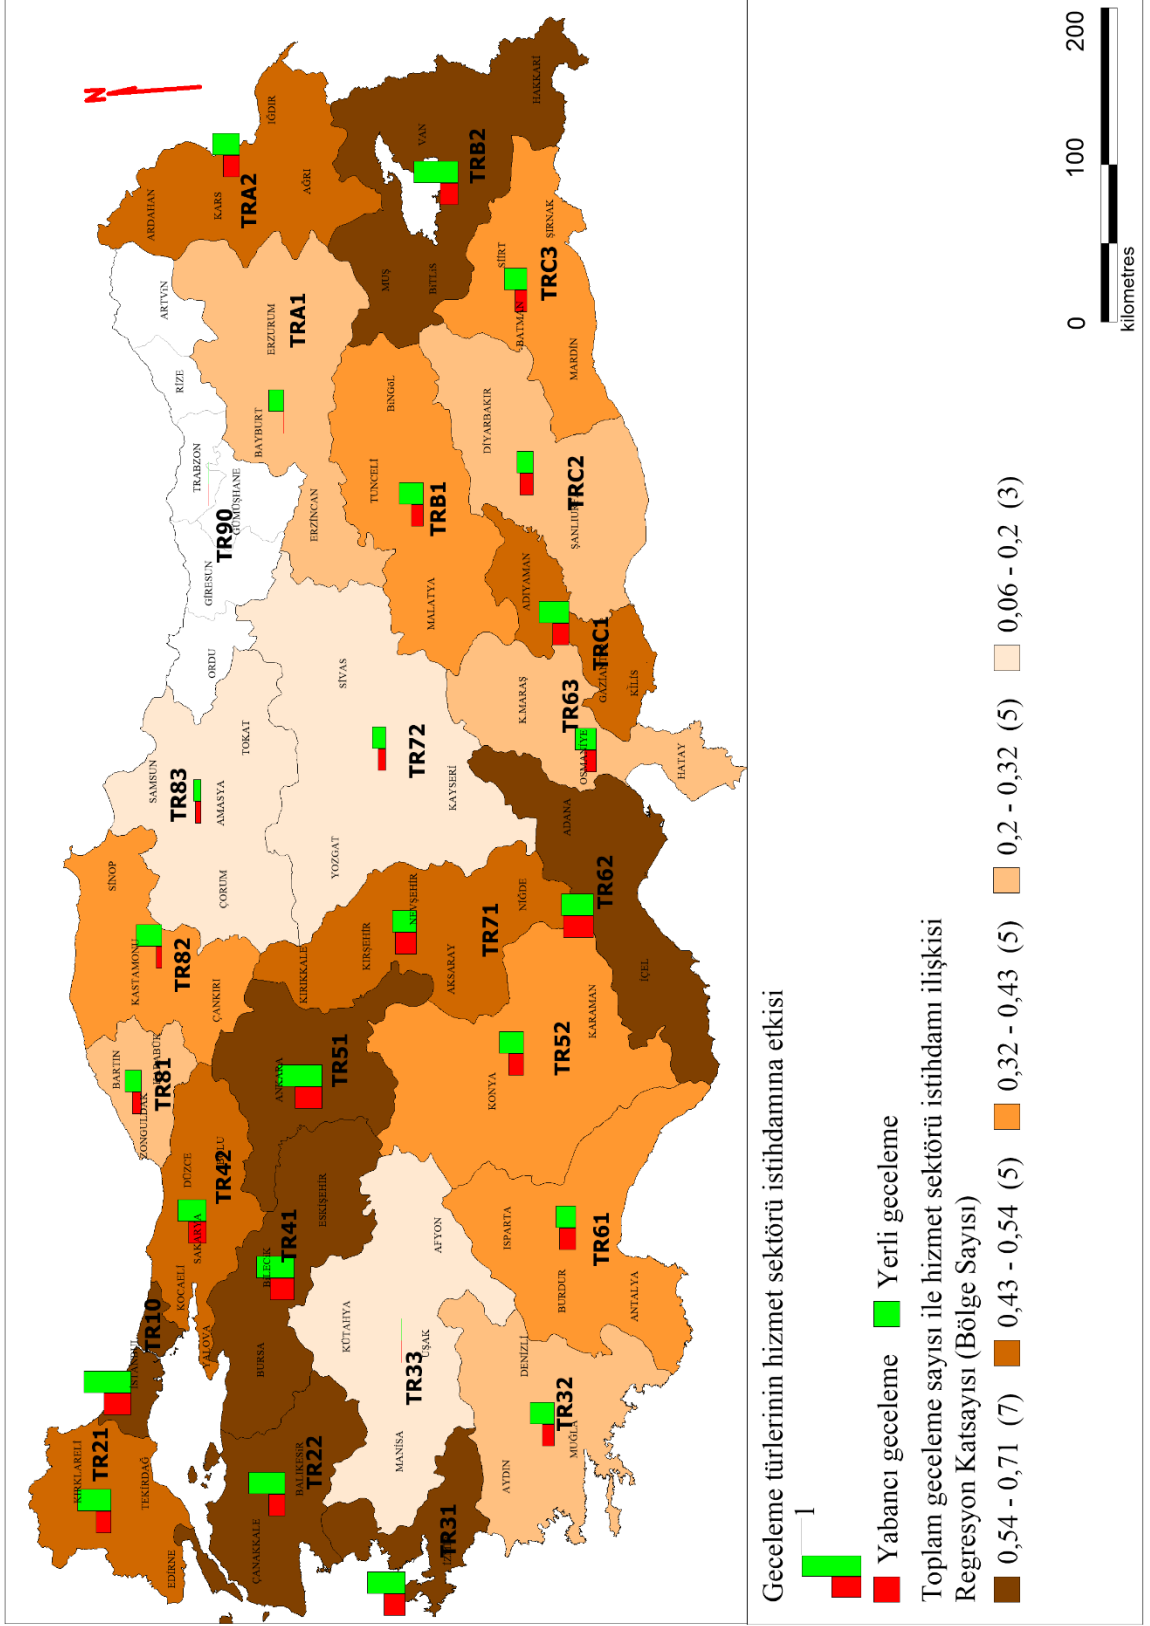 N
KIRKLARELİ
TR21
TEKİRDAĞ
EDİRNE
İSTANBUL
TR10
KOCAELİ
YALOVA
SAKARYA
DÜZCE
BOLU
TR42
ZONGULDAK
BARTIN
KARABÜK
TR81
KASTAMONU
SİNOP
TR82
ÇANKIRI
SAMSUN
TR83
AMASYA
TOKAT
ÇORUM
ORDU
GİRESUN
TR90
GÜMÜŞHANE
TRABZON
RİZE
ARTVİN
ARDAHAN
KARS
TRA2
IĞDIR
AĞRI
BAYBURT
ERZURUM
TRA1
ERZİNCAN
ÇANAKKALE
BALIKESİR
TR22
BURSA
BİLECİK
TR41
ESKİŞEHİR
ANKARA
TR51
KIRIKKALE
KIRŞEHİR
NEVŞEHİR
AKSARAY
NİĞDE
TR71
YOZGAT
SİVAS
TR72
KAYSERİ
MALATYA
TUNCELİ
TRB1
BİNGÖL
MUŞ
BİTLİS
VAN
TRB2
HAKKARİ
İZMİR
TR31
MANİSA
TR33
UŞAK
KÜTAHYA
AFYON
AYDIN
MUĞLA
TR32
DENİZLİ
BURDUR
ISPARTA
TR61
ANTALYA
KONYA
TR52
KARAMAN
İÇEL
ADANA
TR62
K.MARAŞ
TR63
OSMANİYE
HATAY
ADIYAMAN
GAZİANTEP
TRC1
KİLİS
DİYARBAKIR
TRC2
ŞANLIURFA
BATMAN
SİİRT
TRC3
ŞIRNAK
MARDİN
Geceleme türlerinin hizmet sektörü istihdamına etkisi
1
Yabancı geceleme Yerli geceleme
Toplam geceleme sayısı ile hizmet sektörü istihdamı ilişkisi
Regresyon Katsayısı (Bölge Sayısı)
0,54 - 0,71 (7) 0,43 - 0,54 (5) 0,32 - 0,43 (5) 0,2 - 0,32 (5) 0,06 - 0,2 (3)
0 100 200
kilometres